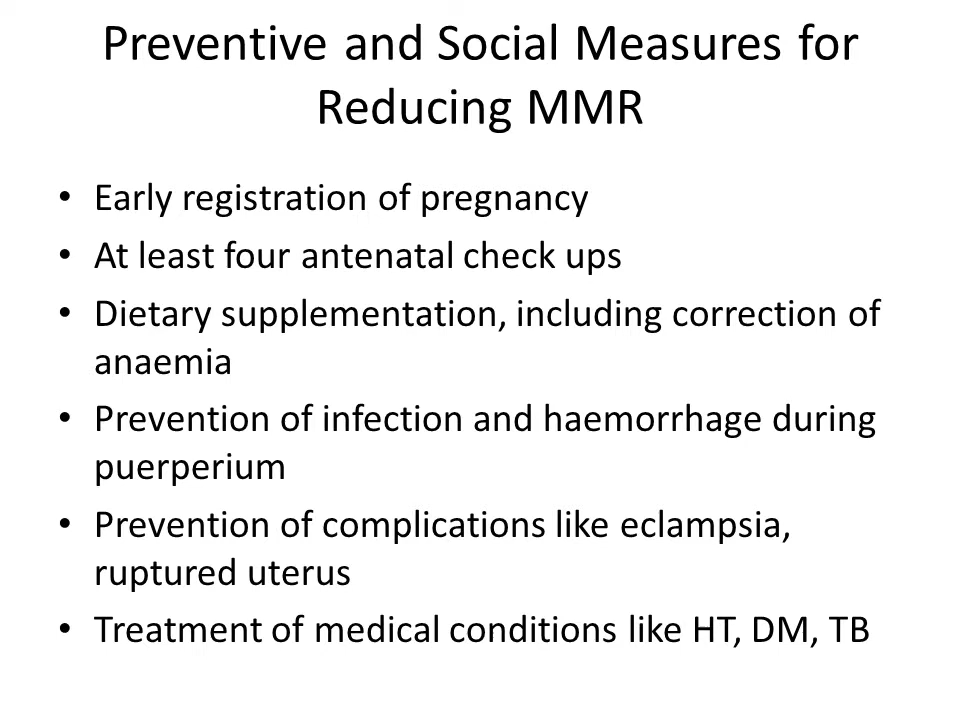 Preventive and Social Measures for
Reducing MMR
• Early registration of pregnancy
• At least four antenatal check ups
• Dietary supplementation, including correction of
anaemia
• Prevention of infection and haemorrhage during
puerperium
• Prevention of complications like eclampsia,
ruptured uterus
• Treatment of medical conditions like HT, DM, TB